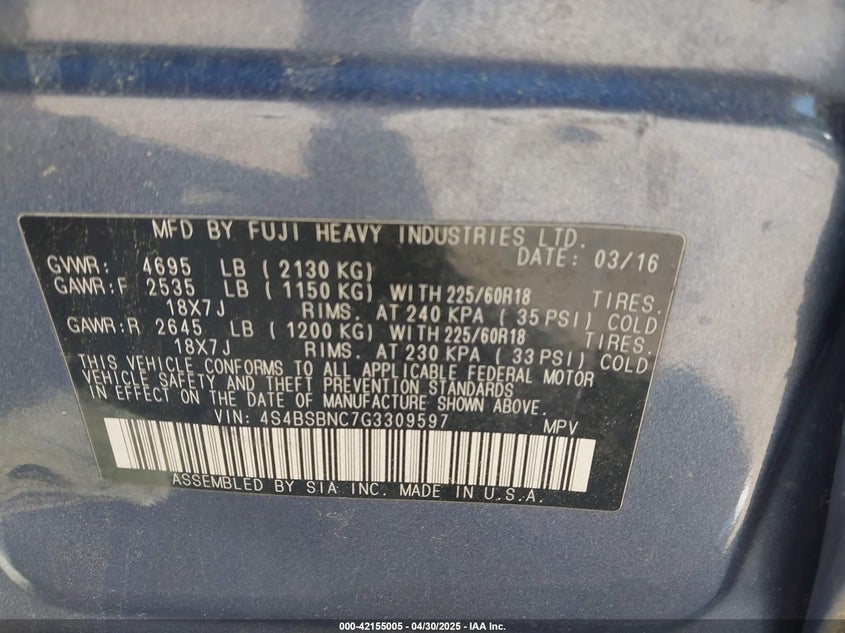 MFD BY FUJI HEAVY INDUSTRIES LTD.
DATE: 03/16
GVWR: 4695 LB ( 2130 KG)
GAWR:F 2535 LB ( 1150 KG) WITH 225/60R18 TIRES.
18X7J RIMS. AT 240 KPA ( 35 PSI) COLD
GAWR:R 2645 LB ( 1200 KG) WITH 225/60R18 TIRES.
18X7J RIMS. AT 230 KPA ( 33 PSI) COLD
THIS VEHICLE CONFORMS TO ALL APPLICABLE FEDERAL MOTOR
VEHICLE SAFETY AND THEFT PREVENTION STANDARDS
IN EFFECT ON THE DATE OF MANUFACTURE SHOWN ABOVE.
VIN: 4S4BSBNC7G3309597 MPV
ASSEMBLED BY SIA INC. MADE IN U.S.A.
000-42155005 - 04/30/2025 - IAA Inc.